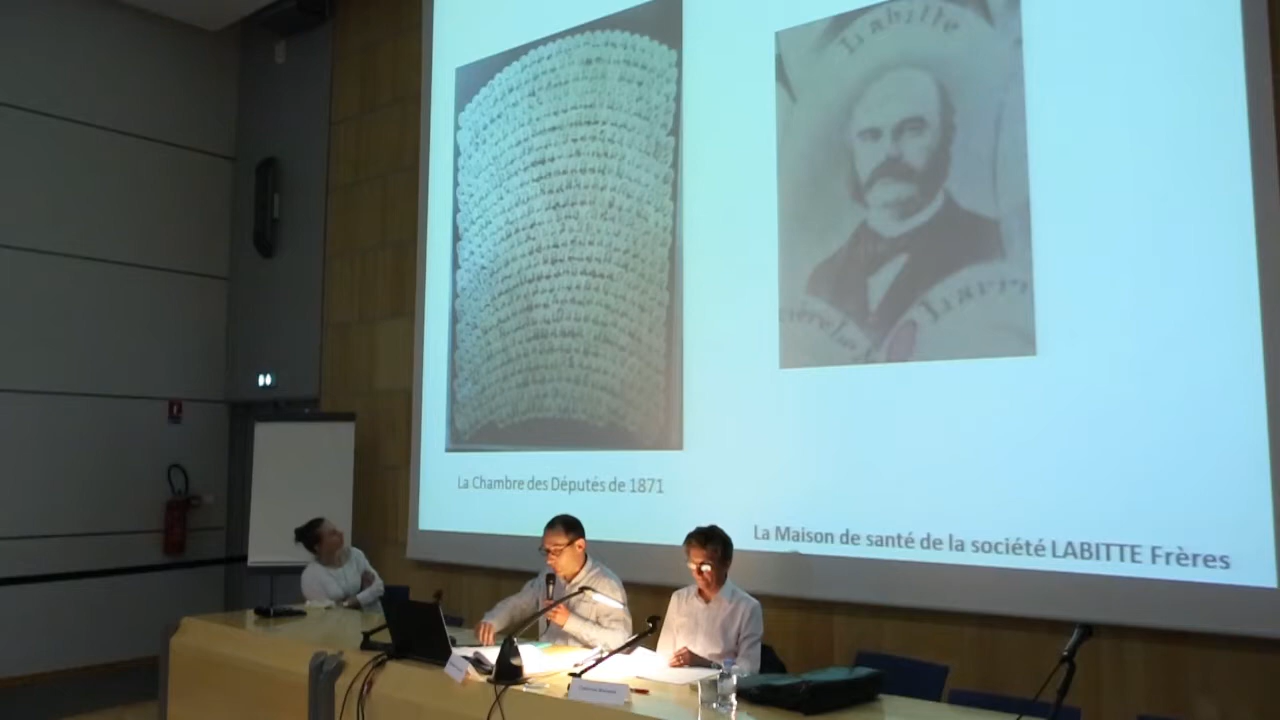 Labitte
La Chambre des Députés de 1871
La Maison de santé de la société LABITTE Frères